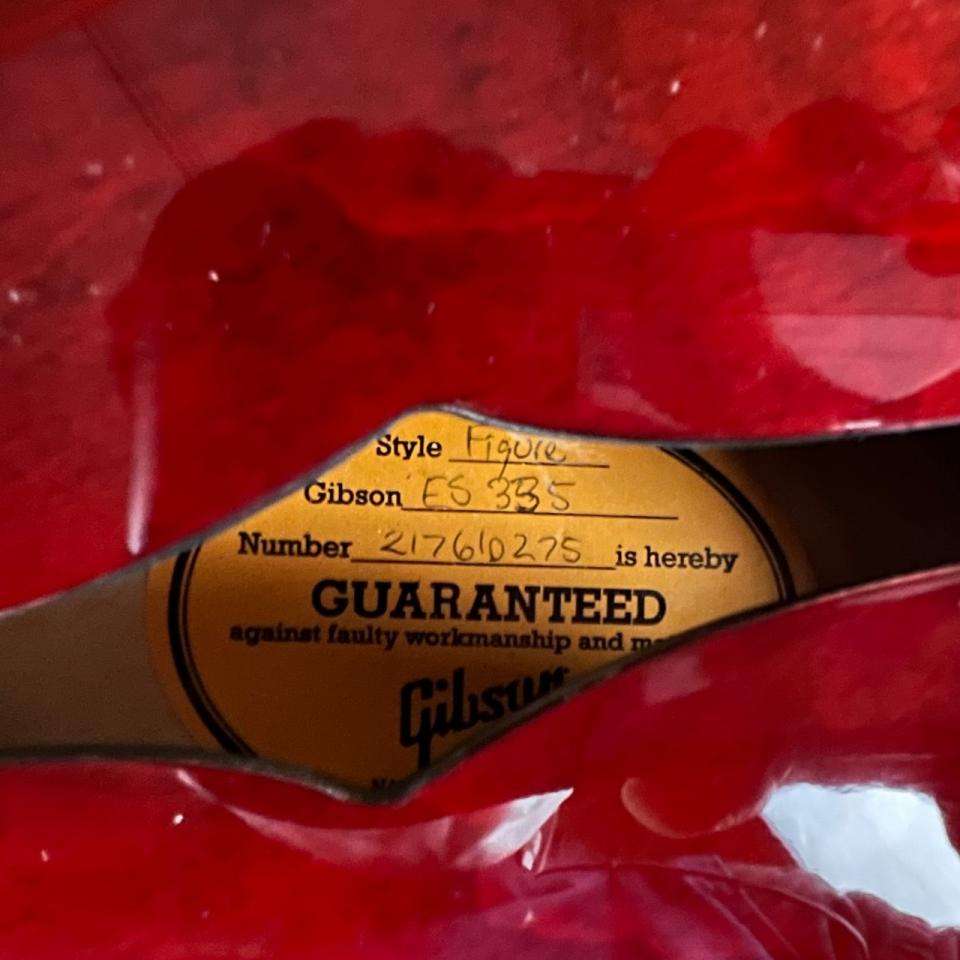 Style Figure
Gibson ES 335
Number 217610275 is hereby
GUARANTEED
against faulty workmanship and
Gibson